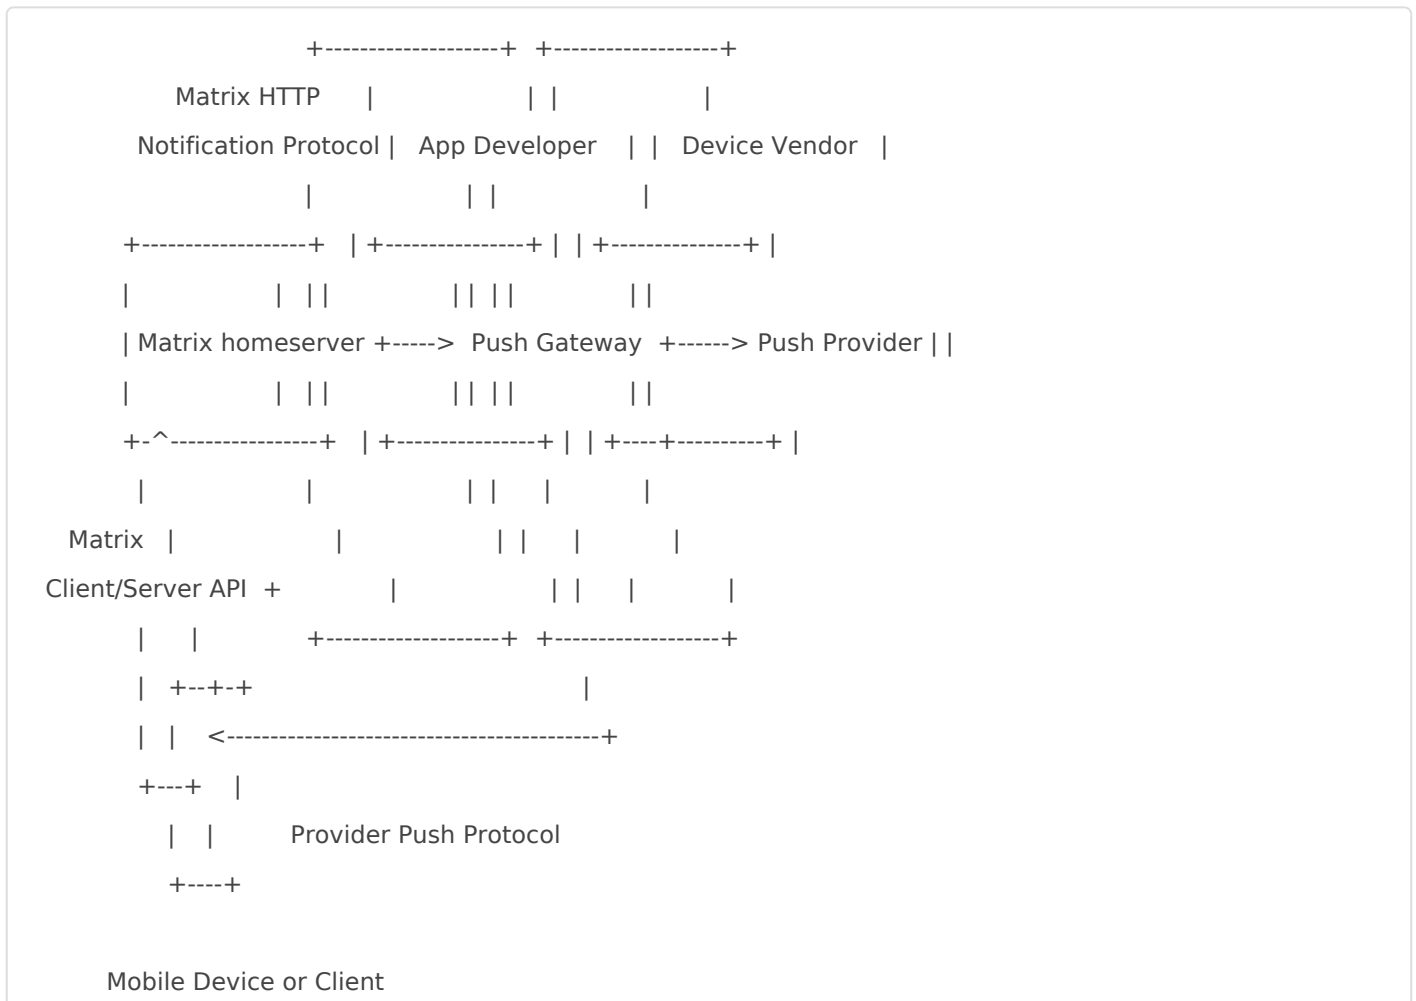 +--------------------+  +-------------------+
Matrix HTTP      |                    | |                   |
Notification Protocol |   App Developer    | |   Device Vendor   |
|                    | |                   |
+-------------------+   | +----------------+ | | +---------------+ |
|                   |   | |                | | | |               | |
| Matrix homeserver +----->  Push Gateway  +------> Push Provider | |
|                   |   | |                | | | |               | |
+-^-----------------+   | +----------------+ | | +----+----------+ |
|                     |                    | |      |            |
Matrix   |                     |                    | |      |            |
Client/Server API  +              |                    | |      |            |
|      |              +--------------------+  +-------------------+
|   +--+-+                                           |
|   |    <-------------------------------------------+
+---+    |
|    |          Provider Push Protocol
+----+
Mobile Device or Client